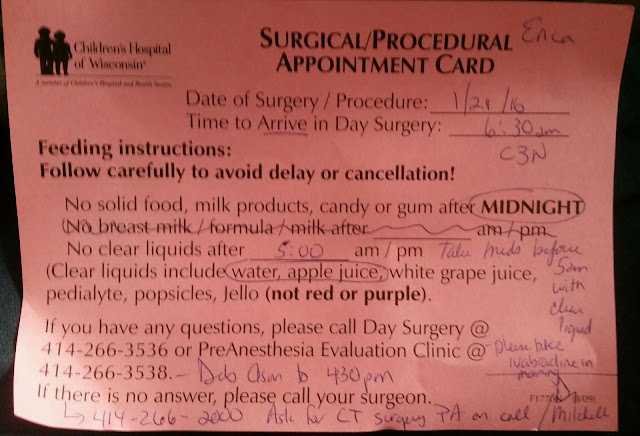 Children's Hospital of Wisconsin
A member of Children's Hospital and Health System.
SURGICAL/PROCEDURAL APPOINTMENT CARD
Erica
Date of Surgery / Procedure: 1/21/16
Time to Arrive in Day Surgery: 6:30am
C3N
Feeding instructions:
Follow carefully to avoid delay or cancellation!
No solid food, milk products, candy or gum after MIDNIGHT
No breast milk / formula / milk after am / pm
No clear liquids after 5:00 am / pm Take meds before
5am
with
clear
liquid
(Clear liquids include water, apple juice, white grape juice,
pedialyte, popsicles, Jello (not red or purple).
If you have any questions, please call Day Surgery @
414-266-3536 or PreAnesthesia Evaluation Clinic @
Please take
ivabradine in
morning
414-266-3538. – Deb to 430pm
If there is no answer, please call your surgeon.
↳ 414-266-2000 Ask for CT surgery PA on call / Mitchell